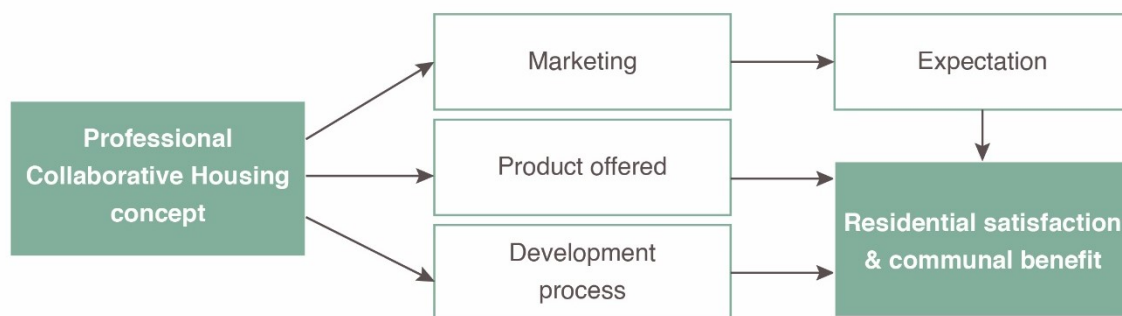 Professional
Collaborative Housing
concept
Marketing
Product offered
Development
process
Expectation
Residential satisfaction
& communal benefit